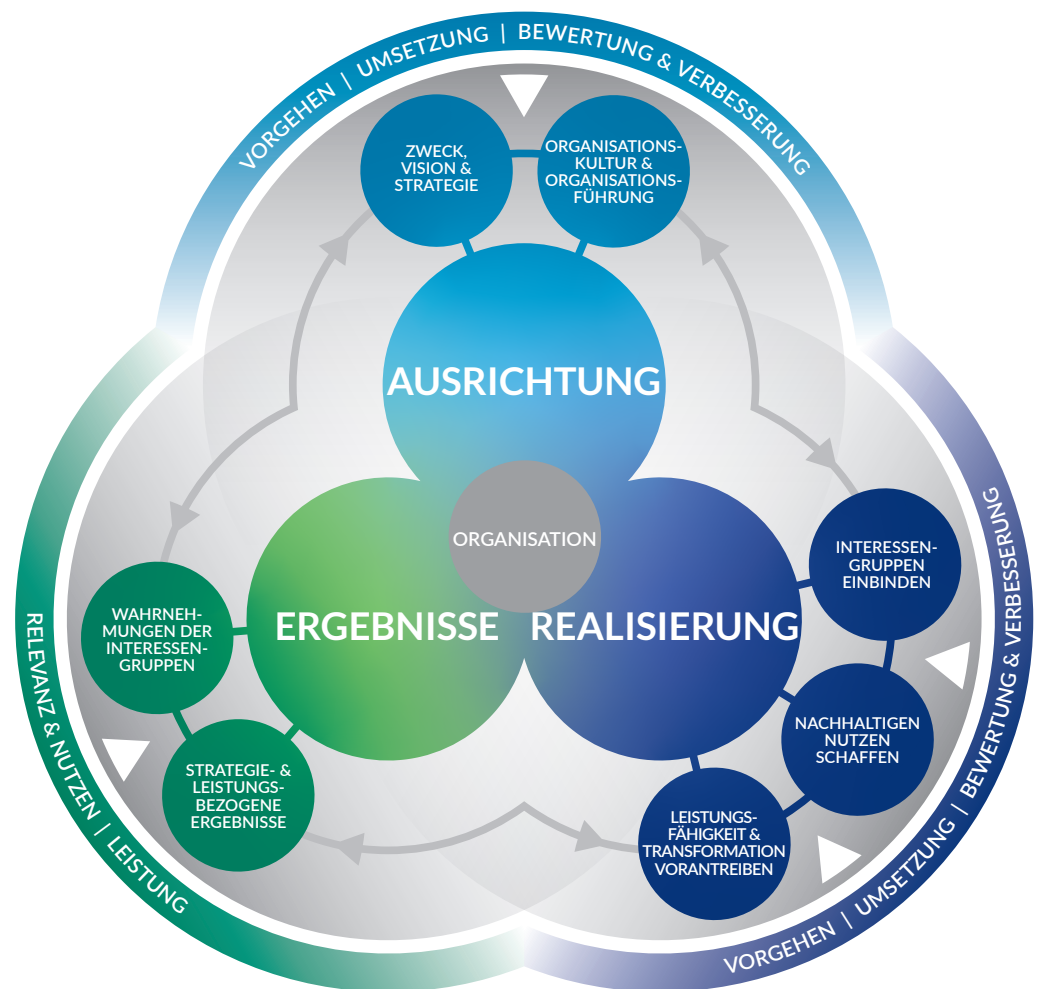 VORGEHEN | UMSETZUNG | BEWERTUNG & VERBESSERUNG
ZWECK,
VISION &
STRATEGIE
ORGANISATIONS-
KULTUR &
ORGANISATIONS-
FÜHRUNG
AUSRICHTUNG
ORGANISATION
ERGEBNISSE
REALISIERUNG
INTERESSEN-
GRUPPEN
EINBINDEN
NACHHALTIGEN
NUTZEN
SCHAFFEN
LEISTUNGS-
FÄHIGKEIT &
TRANSFORMATION
VORANTREIBEN
VORGEHEN | UMSETZUNG | BEWERTUNG & VERBESSERUNG
WAHRNEH-
MUNGEN DER
INTERESSEN-
GRUPPEN
STRATEGIE- &
LEISTUNGS-
BEZOGENE
ERGEBNISSE
RELEVANZ & NUTZEN | LEISTUNG